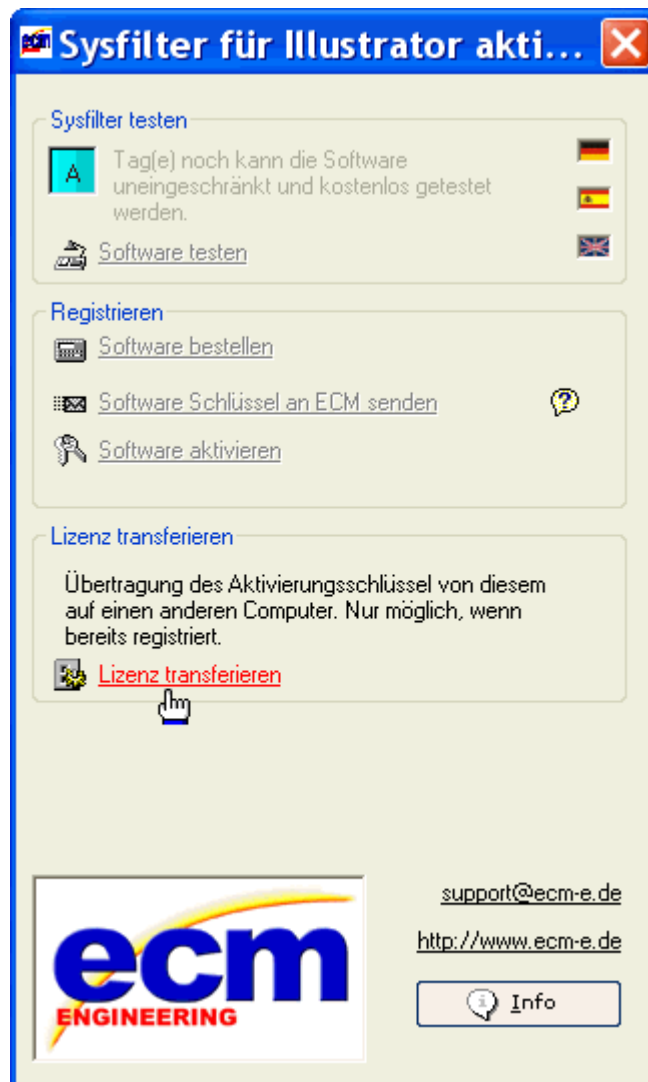 Sysfilter für Illustrator akti...
Sysfilter testen
A
Tag(e) noch kann die Software
uneingeschränkt und kostenlos getestet
werden.
Software testen
Registrieren
Software bestellen
Software Schlüssel an ECM senden
Software aktivieren
Lizenz transferieren
Übertragung des Aktivierungsschlüssel von diesem
auf einen anderen Computer. Nur möglich, wenn
bereits registriert.
Lizenz transferieren
support@ecm-e.de
http://www.ecm-e.de
Info
ecm
ENGINEERING